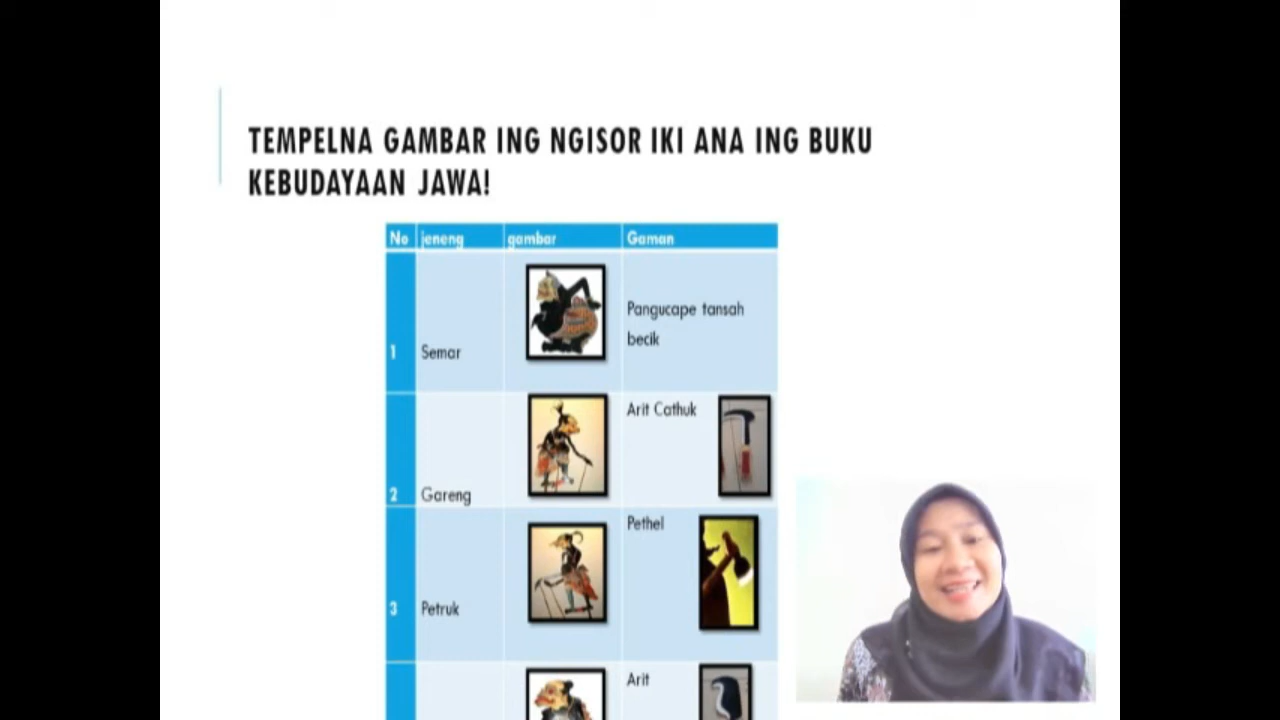 TEMPELNA GAMBAR ING NGISOR IKI ANA ING BUKU
KEBUDAYAAN JAWA!
No jeneng gambar Gaman
Pangucape tansah
becik
1 Semar
Arit Cathuk
2 Gareng
Pethel
3 Petruk
Arit